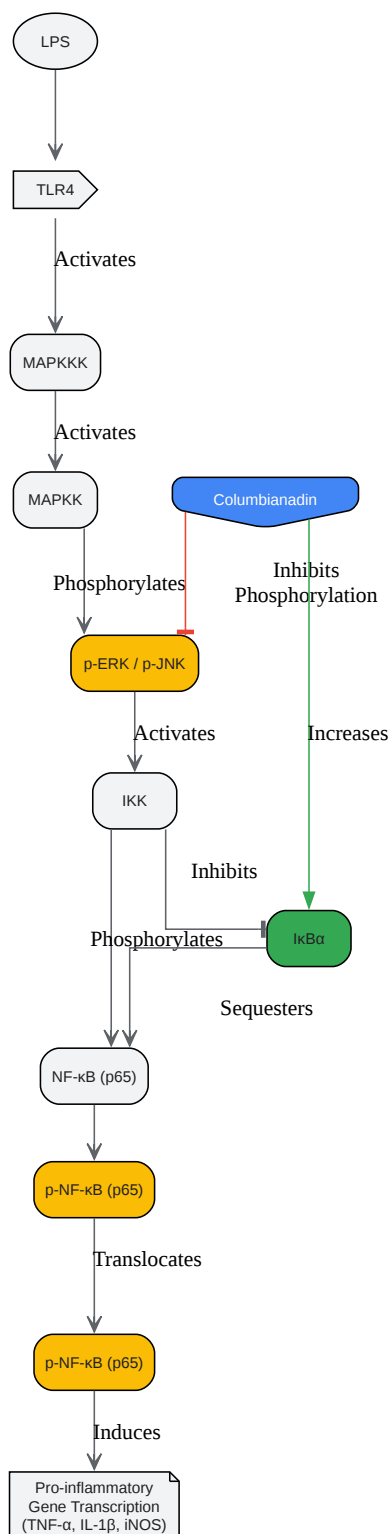 LPS
TLR4
Activates
MAPKKK
Activates
MAPKK
Columbianadin
Phosphorylates
Inhibits
Phosphorylation
p-ERK / p-JNK
Activates
Increases
IKK
Inhibits
Phosphorylates
IκBα
Sequesters
NF-κB (p65)
p-NF-κB (p65)
Translocates
p-NF-κB (p65)
Induces
Pro-inflammatory
Gene Transcription
(TNF-α, IL-1β, iNOS)